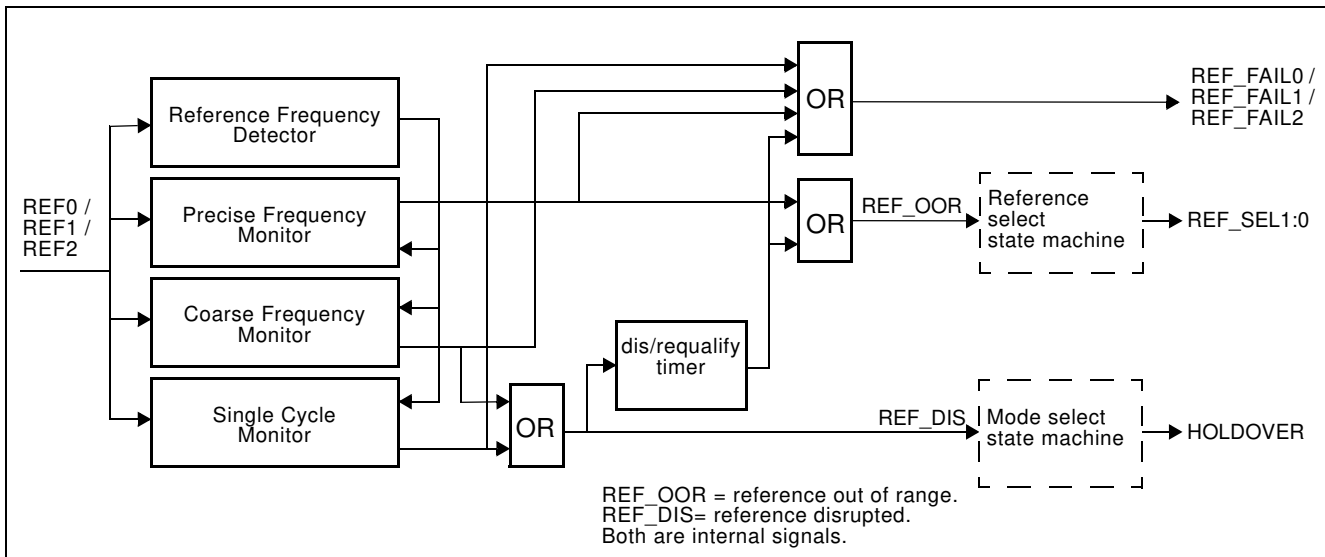 REF0 /
REF1 /
REF2
Reference Frequency
Detector
Precise Frequency
Monitor
Coarse Frequency
Monitor
Single Cycle
Monitor
OR
dis/requalify
timer
OR
OR
REF_FAIL0 /
REF_FAIL1 /
REF_FAIL2
REF_OOR
Reference
select
state machine
REF_SEL1:0
REF_DIS
Mode select
state machine
HOLDOVER
REF_OOR = reference out of range.
REF_DIS= reference disrupted.
Both are internal signals.